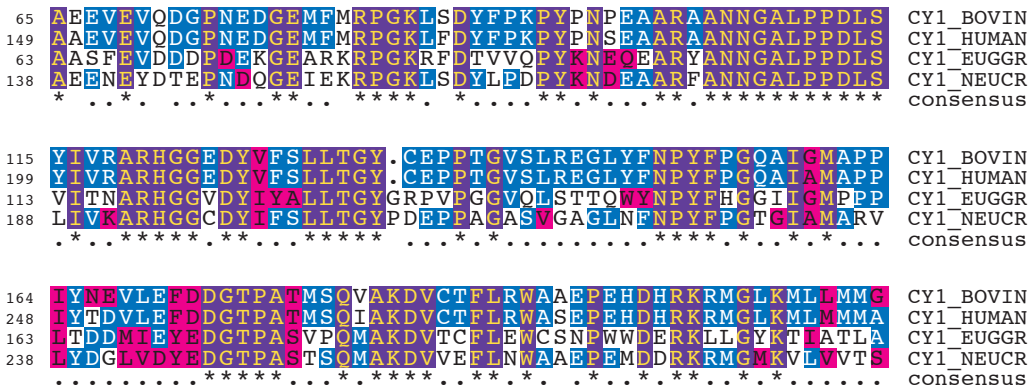 65 AEEVEVQDGPNEDGEMFMRPGKLSDYFPKPYPNPEAARAANNGALPPDLS CY1_BOVIN
149 AAEVEVQDGPNEDGEMFMRPGKLFDYFPKPYPNSEAARAANNGALPPDLS CY1_HUMAN
63 AASFEVDDDPDEKGEARKRPGKRFDTVVQPYKNEQEARYANNGALPPDLS CY1_EUGGR
138 AEENEYDTEPNDQGEIEKRPGKLSDYLPDPYKNDEAARFANNGALPPDLS CY1_NEUCR
* ..*. ...*..**.. ****. .*....**.*...**.*********** consensus
115 YIVRARHGGEDYVFSLLTGY.CEPPTGVSLREGLYFNPYFPGQAIGMAPP CY1_BOVIN
199 YIVRARHGGEDYVFSLLTGY.CEPPTGVSLREGLYFNPYFPGQAIAMAPP CY1_HUMAN
113 VITNARHGGVDYIYALLTGYGRPVPGGVQLSTTQWYNPYFHGGIIGMPPP CY1_EUGGR
188 LIVKARHGGCDYIFSLLTGYPDEPPAGASVGAGLNFNPYFPGTGIAMARV CY1_NEUCR
.*..*****.**...***** ...*.*.........****.*..*.*... consensus
164 IYNEVLEFDDGTPATMSQVAKDVCTFLRWAAEPEHDHRKRMGLKMLLMMG CY1_BOVIN
248 IYTDVLEFDDGTPATMSQIAKDVCTFLRWASEPEHDHRKRMGLKMLMMMA CY1_HUMAN
163 LTDDMIEYEDGTPASVPQMAKDVTCFLEWCSNPWWDERKLLGYKTIATLA CY1_EUGGR
238 LYDGLVDYEDGTPASTSQMAKDVVEFLNWAAEPEMDDRKRMGMKVLVVTS CY1_NEUCR
.........*****...*.****..**.*.. .*..*.**..*.*...... consensus